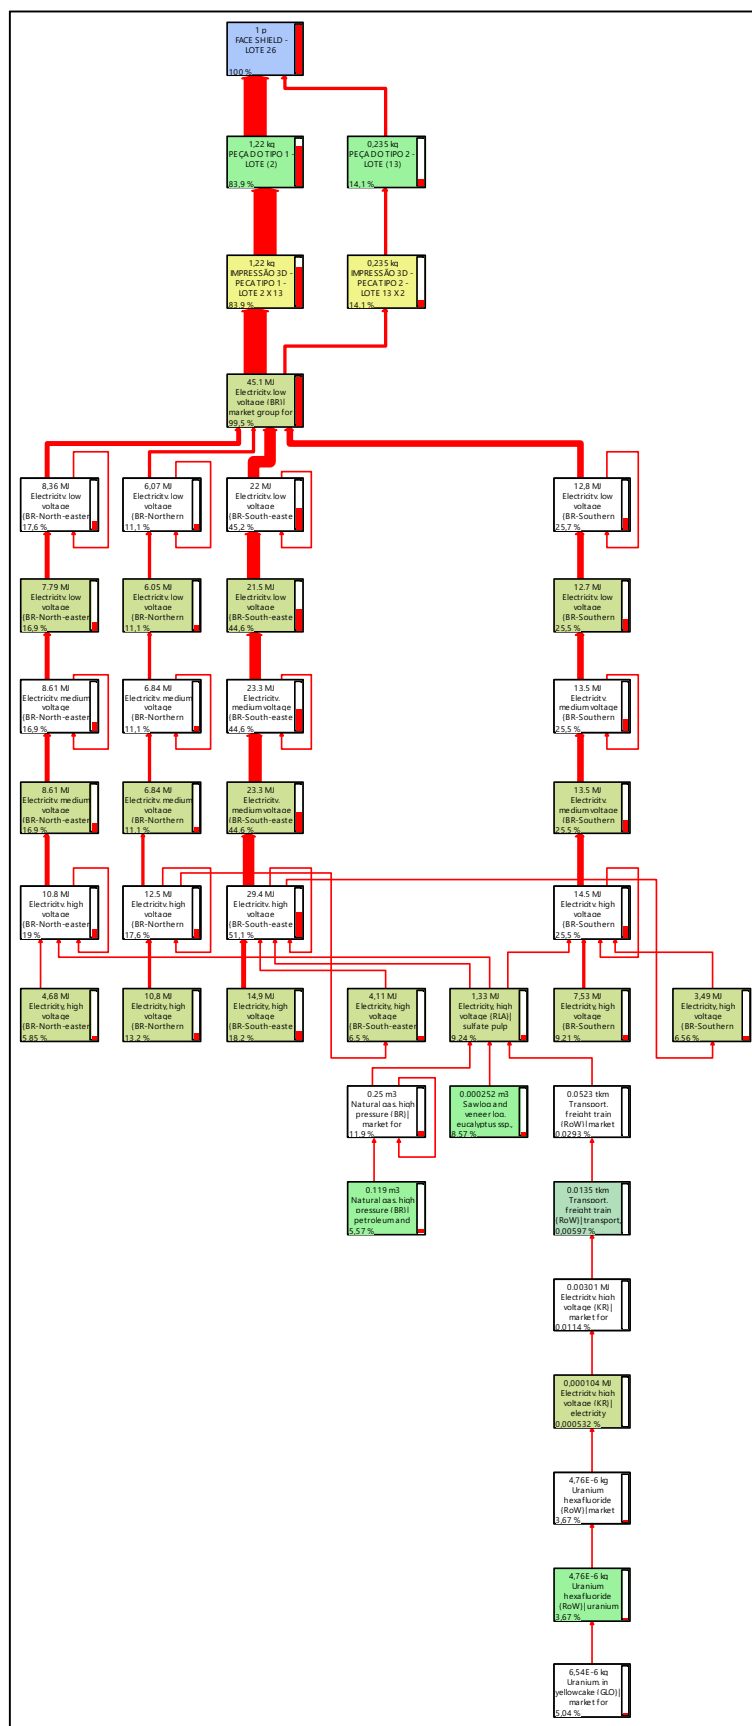 1 p
FACE SHIELD -
LOTE 26
100 %
1,22 kg
PEÇA DO TIPO 1 -
LOTE (2)
83,9 %
0,235 kg
PEÇA DO TIPO 2 -
LOTE (13)
14,1 %
1,22 kg
IMPRESSÃO 3D -
PECA TIPO 1 -
LOTE 2 X 13
83,9 %
0,235 kg
IMPRESSÃO 3D -
PECA TIPO 2 -
LOTE 13 X 2
14,1 %
45,1 MJ
Electricity, low
voltage {BR}|
market group for
99,5 %
8,36 MJ
Electricity, low
voltage
{BR-North-easter
17,6 %
6,07 MJ
Electricity, low
voltage
{BR-Northern
11,1 %
22 MJ
Electricity, low
voltage
{BR-South-easte
45,2 %
12,8 MJ
Electricity, low
voltage
{BR-Southern
25,7 %
7,79 MJ
Electricity, low
voltage
{BR-North-easter
16,9 %
6,05 MJ
Electricity, low
voltage
{BR-Northern
11,1 %
21,5 MJ
Electricity, low
voltage
{BR-South-easte
44,6 %
12,7 MJ
Electricity, low
voltage
{BR-Southern
25,5 %
8,61 MJ
Electricity, medium
voltage
{BR-North-easter
16,9 %
6,84 MJ
Electricity, medium
voltage
{BR-Northern
11,1 %
23,3 MJ
Electricity,
medium voltage
{BR-South-easte
44,6 %
13,5 MJ
Electricity,
medium voltage
{BR-Southern
25,5 %
8,61 MJ
Electricity, medium
voltage
{BR-North-easter
16,9 %
6,84 MJ
Electricity, medium
voltage
{BR-Northern
11,1 %
23,3 MJ
Electricity,
medium voltage
{BR-South-easte
44,6 %
13,5 MJ
Electricity,
medium voltage
{BR-Southern
25,5 %
10,8 MJ
Electricity, high
voltage
{BR-North-easter
19 %
12,5 MJ
Electricity, high
voltage
{BR-Northern
17,6 %
29,4 MJ
Electricity, high
voltage
{BR-South-easte
51,1 %
14,5 MJ
Electricity, high
voltage
{BR-Southern
25,5 %
4,68 MJ
Electricity, high
voltage
{BR-North-easter
5,85 %
10,8 MJ
Electricity, high
voltage
{BR-Northern
13,2 %
14,9 MJ
Electricity, high
voltage
{BR-South-easte
18,2 %
4,11 MJ
Electricity, high
voltage
{BR-South-easter
6,5 %
1,33 MJ
Electricity, high
voltage {RLA}|
sulfate pulp
9,24 %
7,53 MJ
Electricity, high
voltage
{BR-Southern
9,21 %
3,49 MJ
Electricity, high
voltage
{BR-Southern
6,56 %
0,25 m3
Natural gas, high
pressure {BR}|
market for
11,9 %
0,000252 m3
Sawlog and
veneer log,
eucalyptus ssp.,
8,57 %
0,0523 tkm
Transport,
freight train
{RoW}| market
0,0293 %
0,119 m3
Natural gas, high
pressure {BR}|
petroleum and
5,57 %
0,0135 tkm
Transport,
freight train
{RoW}| transport,
0,00597 %
0,00301 MJ
Electricity, high
voltage {KR}|
market for
0,0114 %
0,000104 MJ
Electricity, high
voltage {KR}|
electricity
0,000532 %
4,76E-6 kg
Uranium
hexafluoride
{RoW}| market
3,67 %
4,76E-6 kg
Uranium
hexafluoride
{RoW}| uranium
3,67 %
6,54E-6 kg
Uranium, in
yellowcake {GLO}|
market for
5,04 %